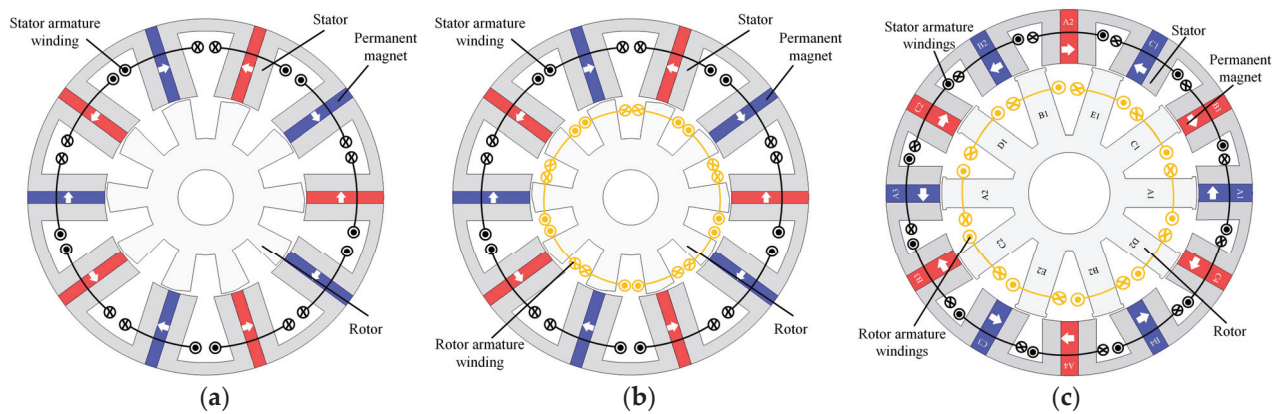 Stator armature
winding
Stator
Permanent
magnet
Rotor
(a)
Stator armature
winding
Stator
Permanent
magnet
Rotor armature
winding
Rotor
(b)
Stator armature
windings
Stator
Permanent
magnet
Rotor armature
windings
Rotor
A2
B2
C1
C2
A3
A1
B3
C4
C3
B4
A4
B1
E1
D1
C1
A2
A1
C2
D2
E2
B2
(c)